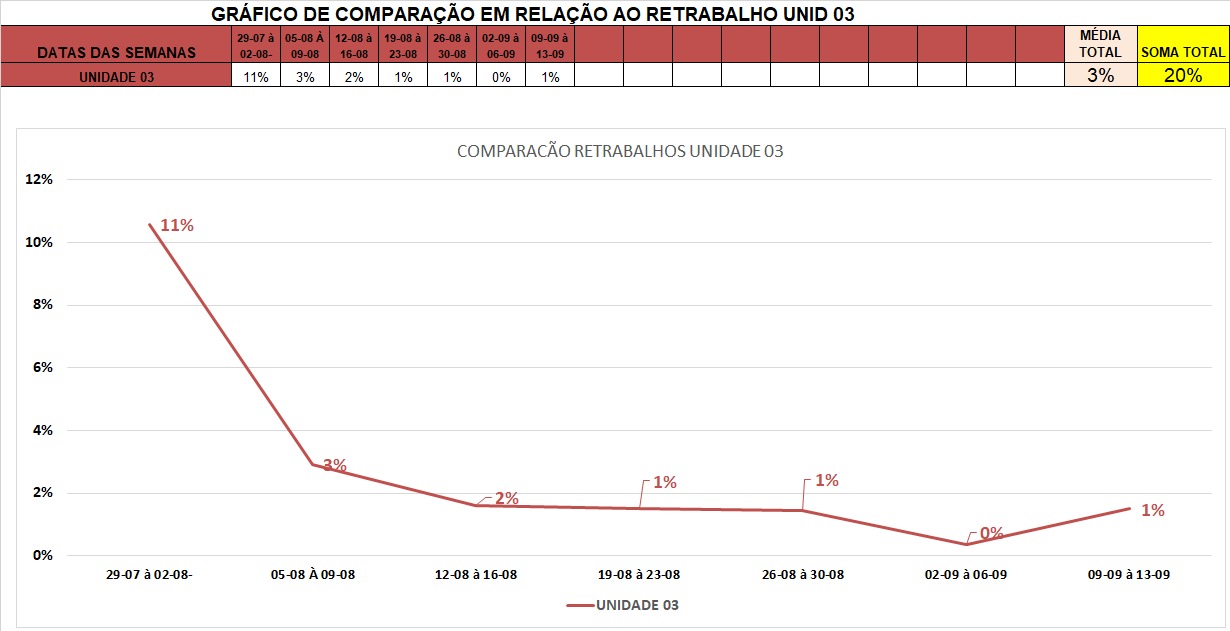 GRÁFICO DE COMPARAÇÃO EM RELAÇÃO AO RETRABALHO UNID 03
DATAS DAS SEMANAS
29-07 à 02-08-
05-08 À 09-08
12-08 à 16-08
19-08 à 23-08
26-08 à 30-08
02-09 à 06-09
09-09 à 13-09
MÉDIA TOTAL
SOMA TOTAL
UNIDADE 03 11% 3% 2% 1% 1% 0% 1% 3% 20%
COMPARACÃO RETRABALHOS UNIDADE 03
12%
10%
8%
6%
4%
2%
0%
11%
3%
2%
1%
1%
0%
1%
29-07 à 02-08- 05-08 À 09-08 12-08 à 16-08 19-08 à 23-08 26-08 à 30-08 02-09 à 06-09 09-09 à 13-09
UNIDADE 03